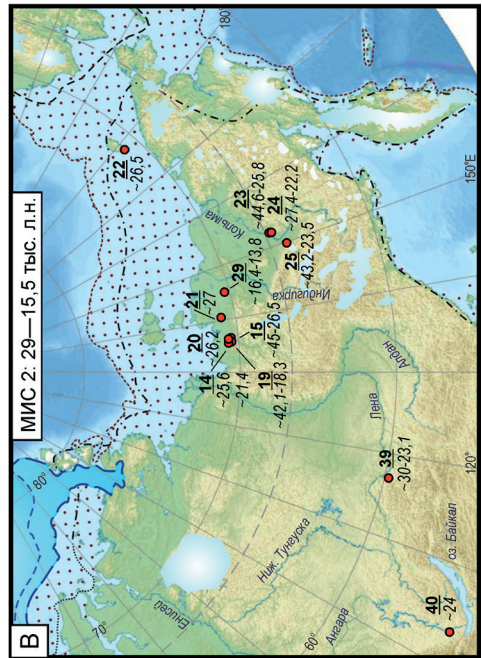 В
МИС 2: 29—15,5 тыс. л.н.
180°
80°
70°
22
~26,5
21
~27
20
~26,2
14
~25,6
~21,4
29
~16,4-13,8
15
~45-26,5
19
~42,1-18,3
Колыма
23
~44,6-25,8
24
~27,4-22,2
25
~43,2-23,5
Индигирка
150°E
Енисей
Ниж. Тунгуска
Лена
Алдан
60°
Ангара
39
~30-23,1
120°
40
~24
оз. Байкал